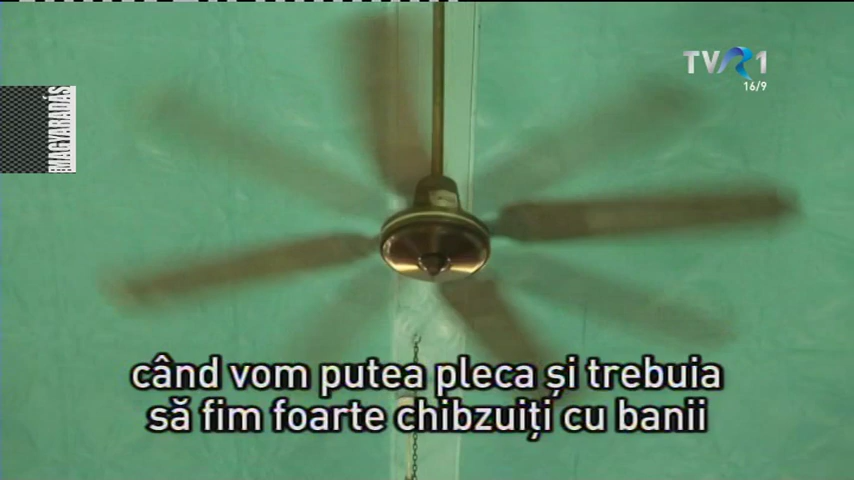 TVR1
16/9
MAGYARADÁS
când vom putea pleca și trebuia
să fim foarte chibzuiți cu banii